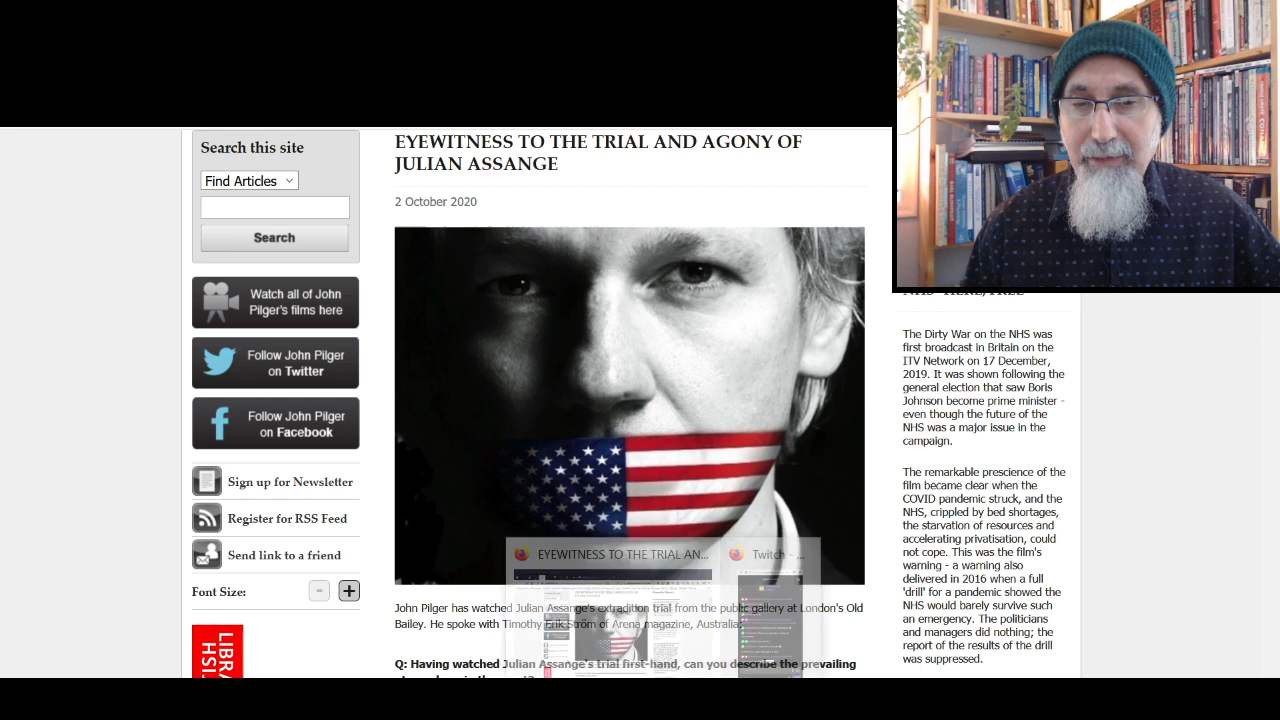 Search this site
Find Articles
Search
Watch all of John
Pilger's films here
Follow John Pilger
on Twitter
Follow John Pilger
on Facebook
Sign up for Newsletter
Register for RSS Feed
Send link to a friend
Font Size:
- +
EYEWITNESS TO THE TRIAL AND AGONY OF
JULIAN ASSANGE
2 October 2020
EYEWITNESS TO THE TRIAL AN...
Twitch - ...
John Pilger has watched Julian Assange's extradition trial from the public gallery at London's Old
Bailey. He spoke with Timothy Erik Ström of Arena magazine, Australia:
Q: Having watched Julian Assange's trial first-hand, can you describe the prevailing
The Dirty War on the NHS was
first broadcast in Britain on the
ITV Network on 17 December,
2019. It was shown following the
general election that saw Boris
Johnson become prime minister -
even though the future of the
NHS was a major issue in the
campaign.
The remarkable prescience of the
film became clear when the
COVID pandemic struck, and the
NHS, crippled by bed shortages,
the starvation of resources and
accelerating privatisation, could
not cope. This was the film's
warning - a warning also
delivered in 2016 when a full
'drill' for a pandemic showed the
NHS would barely survive such
an emergency. The politicians
and managers did nothing; the
report of the results of the drill
was suppressed.